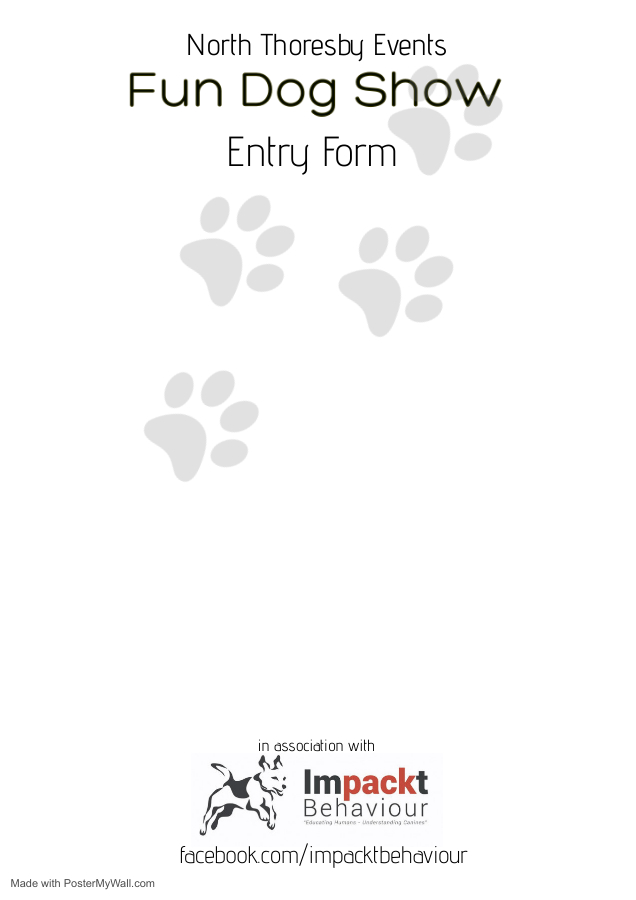 North Thoresby Events
Fun Dog Show
Entry Form
in association with
Impackt
Behaviour
"Educating Humans - Understanding Canines"
facebook.com/impacktbehaviour
Made with PosterMyWall.com